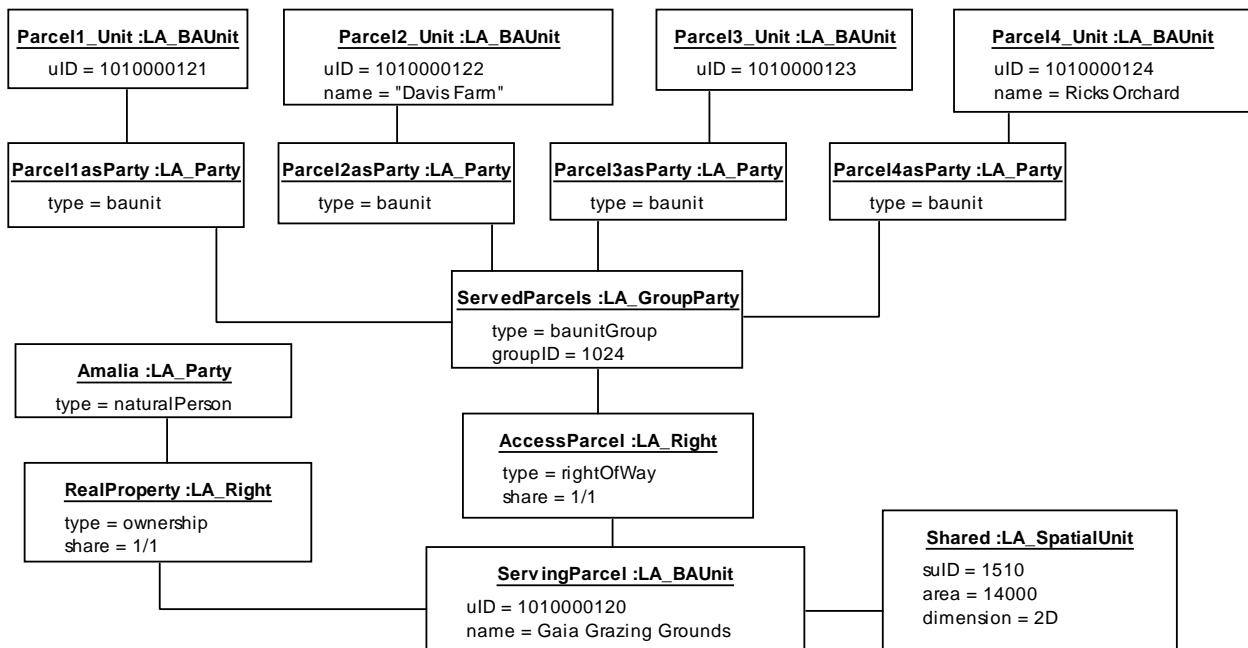 Parcel1_Unit :LA_BAUnit
uID = 1010000121
Parcel2_Unit :LA_BAUnit
uID = 1010000122
name = "Davis Farm"
Parcel3_Unit :LA_BAUnit
uID = 1010000123
Parcel4_Unit :LA_BAUnit
uID = 1010000124
name = Ricks Orchard
Parcel1asParty :LA_Party
type = baunit
Parcel2asParty :LA_Party
type = baunit
Parcel3asParty :LA_Party
type = baunit
Parcel4asParty :LA_Party
type = baunit
ServedParcels :LA_GroupParty
type = baunitGroup
groupID = 1024
Amalia :LA_Party
type = naturalPerson
AccessParcel :LA_Right
type = rightOfWay
share = 1/1
RealProperty :LA_Right
type = ownership
share = 1/1
ServingParcel :LA_BAUnit
uID = 1010000120
name = Gaia Grazing Grounds
Shared :LA_SpatialUnit
suID = 1510
area = 14000
dimension = 2D